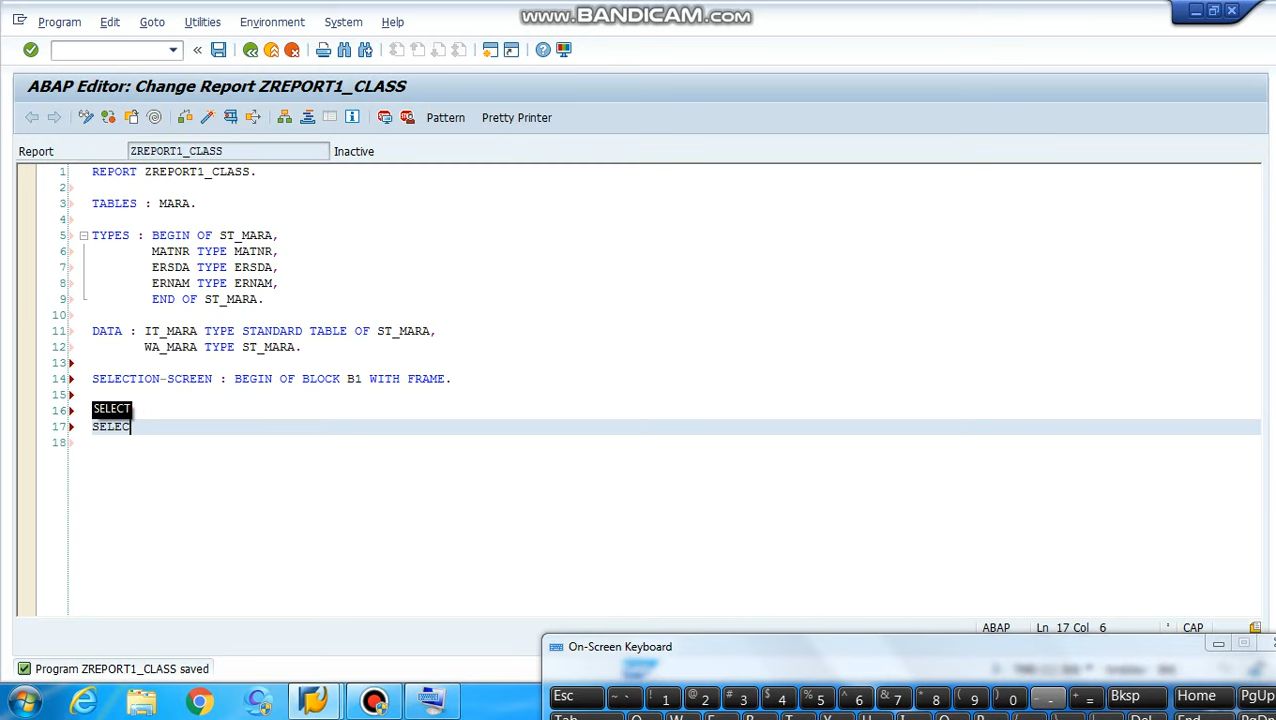 www.BANDICAM.com
Program Edit Goto Utilities Environment System Help
ABAP Editor: Change Report ZREPORT1_CLASS
Pattern Pretty Printer
Report ZREPORT1_CLASS Inactive
1 REPORT ZREPORT1_CLASS.
2
3 TABLES : MARA.
4
5 TYPES : BEGIN OF ST_MARA,
6 MATNR TYPE MATNR,
7 ERSDA TYPE ERSDA,
8 ERNAM TYPE ERNAM,
9 END OF ST_MARA.
10
11 DATA : IT_MARA TYPE STANDARD TABLE OF ST_MARA,
12 WA_MARA TYPE ST_MARA.
13
14 SELECTION-SCREEN : BEGIN OF BLOCK B1 WITH FRAME.
15
16 SELECT
17 SELEC
18
ABAP Ln 17 Col 6 CAP
On-Screen Keyboard
Program ZREPORT1_CLASS saved
Esc ~ ` ! 1 @ 2 # 3 $ 4 % 5 ^ 6 & 7 * 8 ( 9 ) 0 _ - + = Bksp Home PgUp